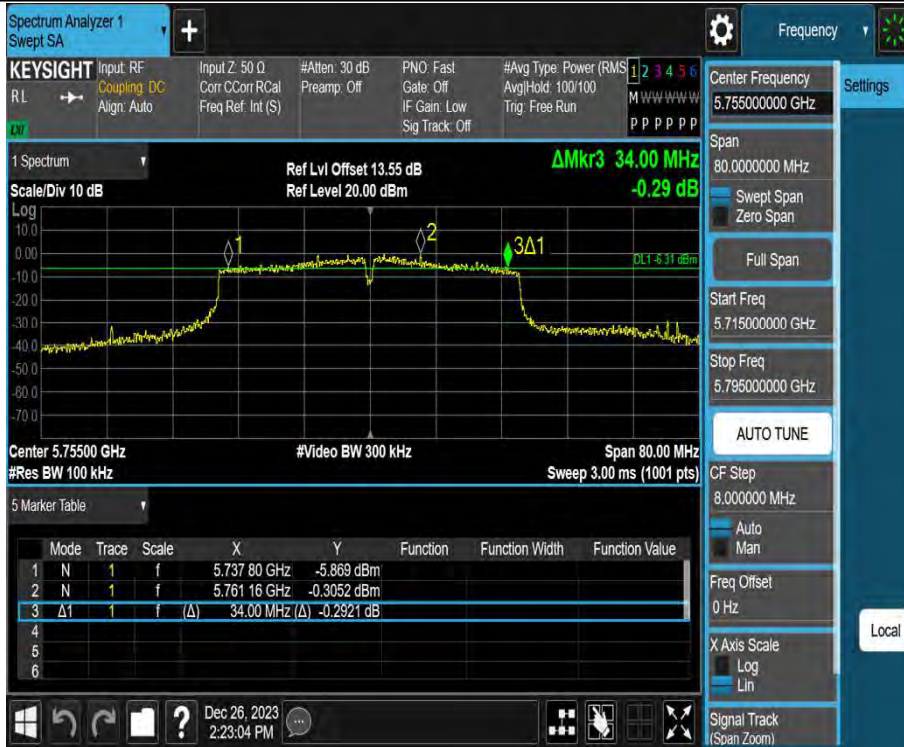 Spectrum Analyzer 1
Swept SA
+
Frequency
KEYSIGHT
RL
LXI
Input: RF
Coupling: DC
Align: Auto
Input Z: 50 Ω
Corr CCorr RCal
Freq Ref: Int (S)
#Atten: 30 dB
Preamp: Off
PNO: Fast
Gate: Off
IF Gain: Low
Sig Track: Off
#Avg Type: Power (RMS
Avg|Hold: 100/100
Trig: Free Run
1 2 3 4 5 6
M W W W W W
P P P P P P
1 Spectrum
Scale/Div 10 dB
Ref Lvl Offset 13.55 dB
Ref Level 20.00 dBm
ΔMkr3 34.00 MHz
-0.29 dB
Log
10.0
0.00
-10.0
-20.0
-30.0
-40.0
-50.0
-60.0
-70.0
1
2
3Δ1
DL1 -6.31 dBm
Center 5.75500 GHz
#Video BW 300 kHz
Span 80.00 MHz
#Res BW 100 kHz
Sweep 3.00 ms (1001 pts)
5 Marker Table
Mode Trace Scale X Y Function Function Width Function Value
1 N 1 f 5.737 80 GHz -5.869 dBm
2 N 1 f 5.761 16 GHz -0.3052 dBm
3 Δ1 1 f (Δ) 34.00 MHz (Δ) -0.2921 dB
4
5
6
?
Dec 26, 2023
2:23:04 PM
Center Frequency
5.755000000 GHz
Span
80.0000000 MHz
Swept Span
Zero Span
Full Span
Start Freq
5.715000000 GHz
Stop Freq
5.795000000 GHz
AUTO TUNE
CF Step
8.000000 MHz
Auto
Man
Freq Offset
0 Hz
X Axis Scale
Log
Lin
Signal Track
(Span Zoom)
Settings
Local